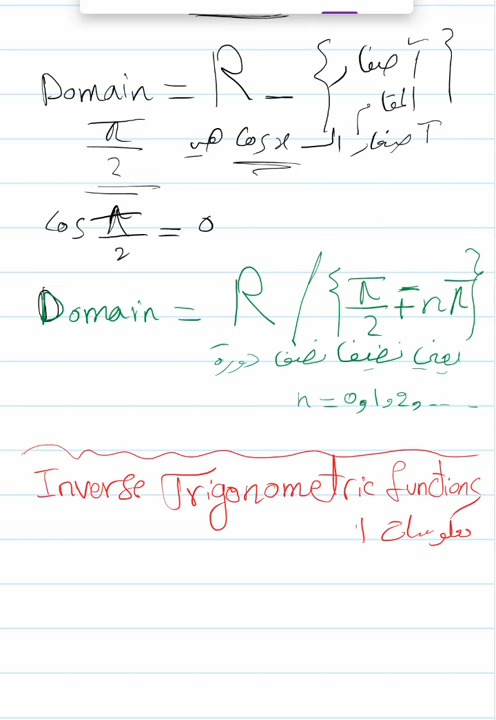 Domain = R - { أصفار المقام }
أصفار الـ cosx هي π/2
cos π/2 = 0
Domain = R / { π/2 ∓ nπ }
يعني نضيف نصف دورة
n = 0, 1, 2, ....
Inverse Trigonometric functions